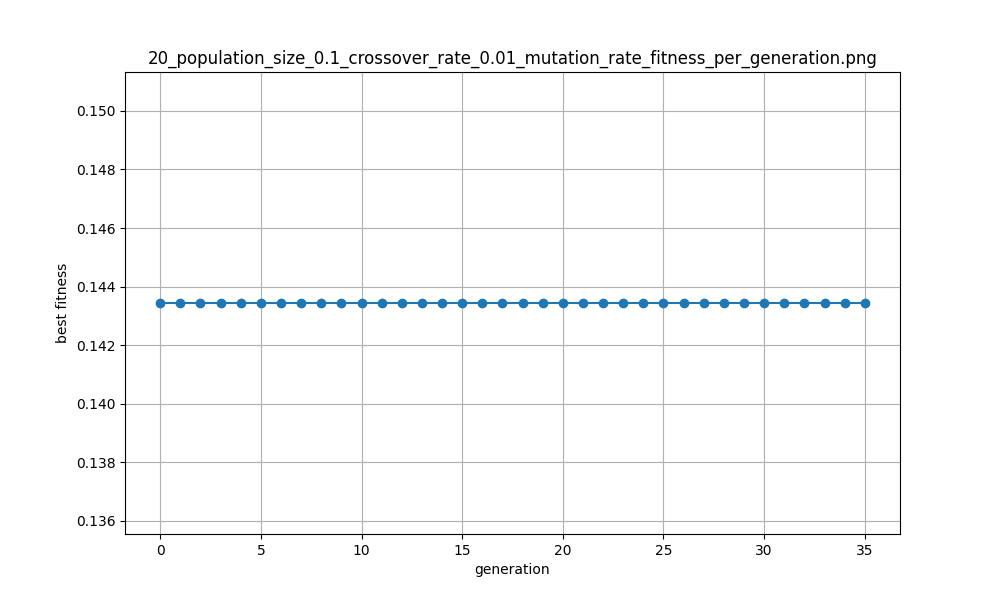 20_population_size_0.1_crossover_rate_0.01_mutation_rate_fitness_per_generation.png
0.150
0.148
0.146
0.144
0.142
0.140
0.138
0.136
best fitness
0 5 10 15 20 25 30 35
generation